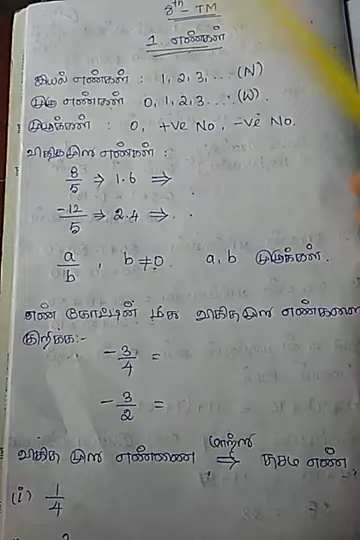 8th - TM
1. எண்கள்
இயல் எண்கள் : 1, 2, 3, ... (N)
முழு எண்கள் 0, 1, 2, 3 .... (W).
முழுக்கள் : 0, +ve No, -ve No.
விகிதமுறு எண்கள் :
8/5 ⇒ 1.6 ⇒
-12/5 ⇒ 2.4 ⇒
a/b , b ≠ 0. a, b முழுக்கள்.
எண் கோட்டின் மீது விகிதமுறு எண்களை
குறிக்க:-
-3/4 =
-3/2 =
விகித முறு எண்ணை மாற்று ⇒ தசம எண்
(i) 1/4